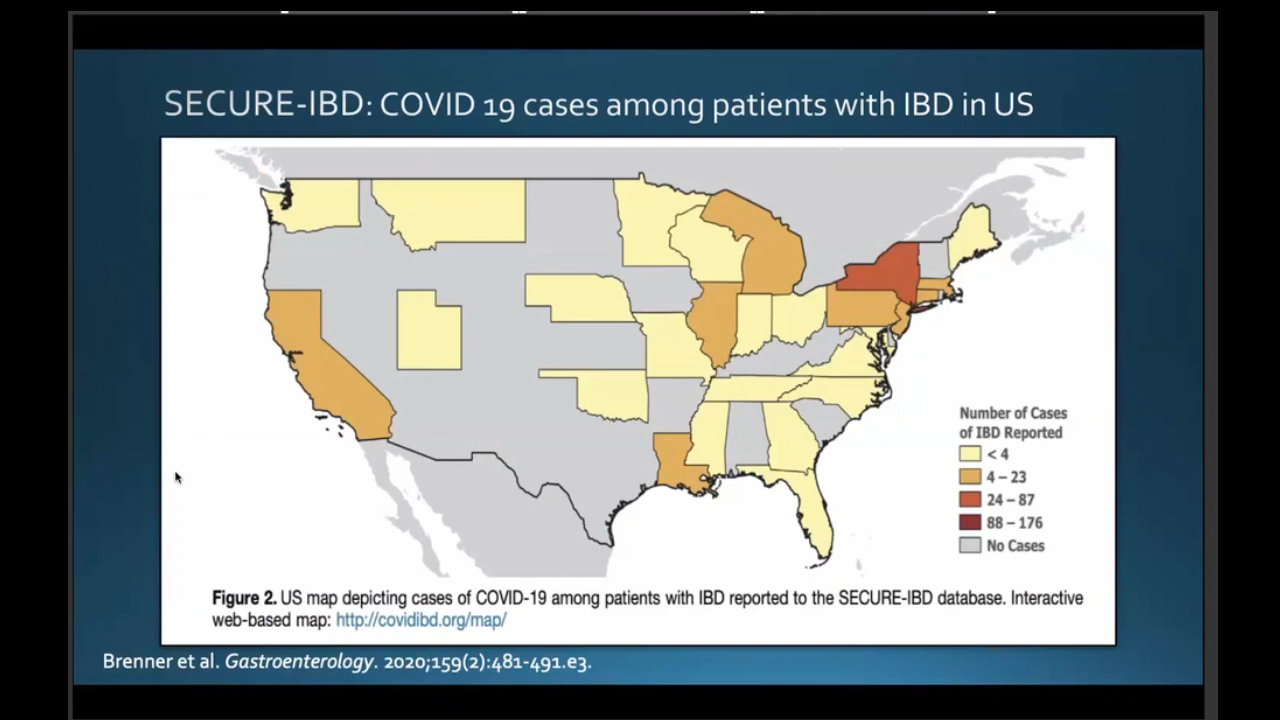 SECURE-IBD: COVID 19 cases among patients with IBD in US
Number of Cases
of IBD Reported
< 4
4 – 23
24 – 87
88 – 176
No Cases
Figure 2. US map depicting cases of COVID-19 among patients with IBD reported to the SECURE-IBD database. Interactive
web-based map: http://covidibd.org/map/
Brenner et al. Gastroenterology. 2020;159(2):481-491.e3.